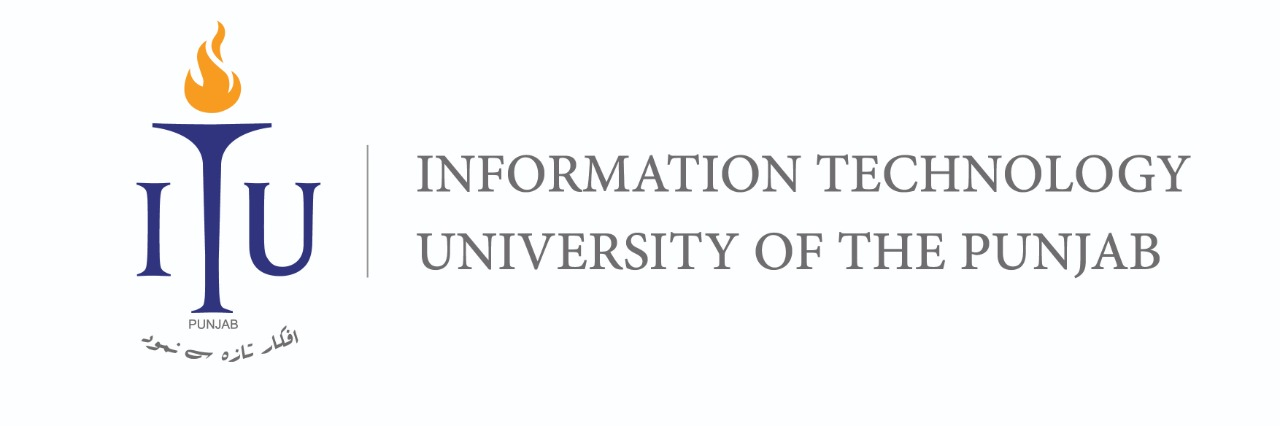 ITU
PUNJAB
افکار تازہ سے نمود
INFORMATION TECHNOLOGY
UNIVERSITY OF THE PUNJAB